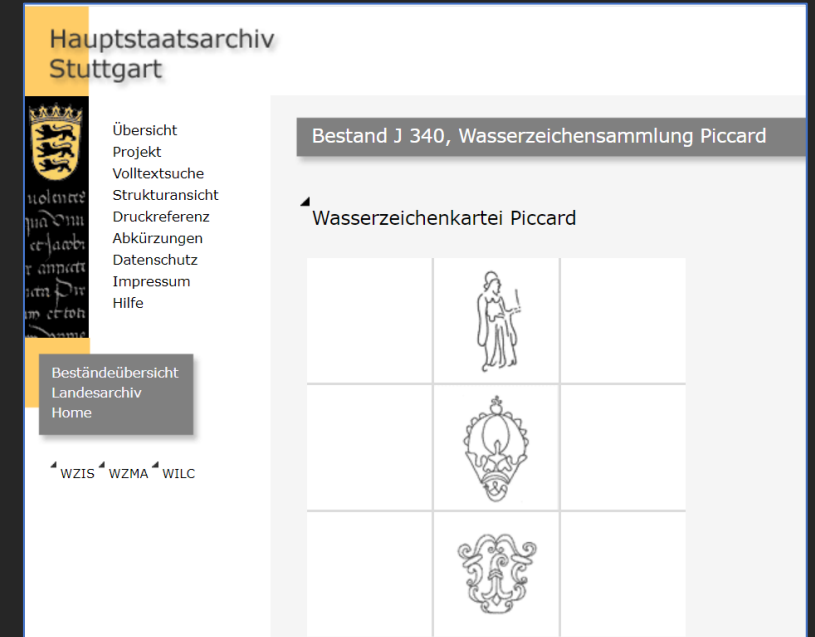 Hauptstaatsarchiv
Stuttgart
Übersicht
Projekt
Volltextsuche
Strukturansicht
Druckreferenz
Abkürzungen
Datenschutz
Impressum
Hilfe
Beständeübersicht
Landesarchiv
Home
WZIS WZMA WILC
Bestand J 340, Wasserzeichensammlung Piccard
Wasserzeichenkartei Piccard